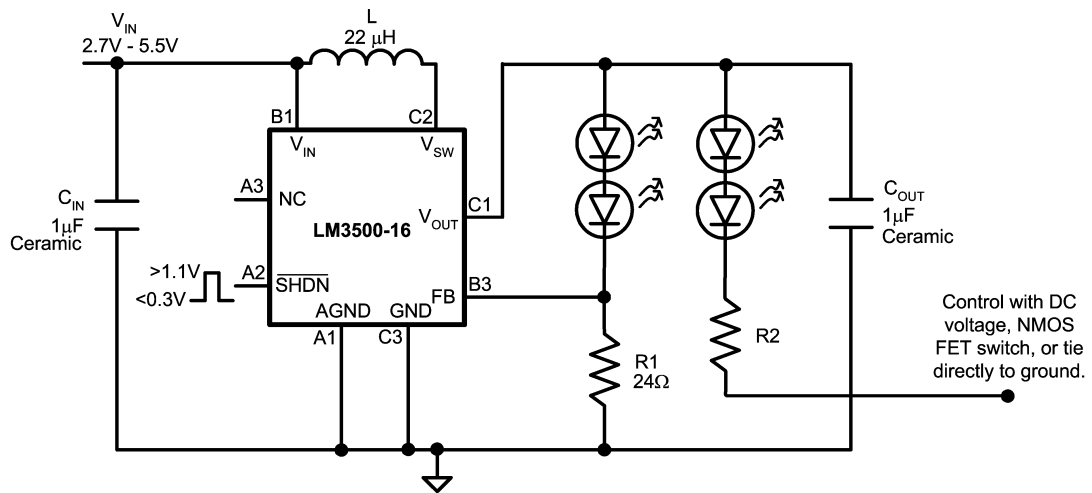 V_IN
2.7V - 5.5V
L
22 μH
B1
C2
V_IN
V_SW
A3
NC
C_IN
1μF
Ceramic
LM3500-16
V_OUT
C1
C_OUT
1μF
Ceramic
>1.1V
<0.3V
A2
SHDN
FB
B3
AGND
GND
A1
C3
R1
24Ω
R2
Control with DC
voltage, NMOS
FET switch, or tie
directly to ground.